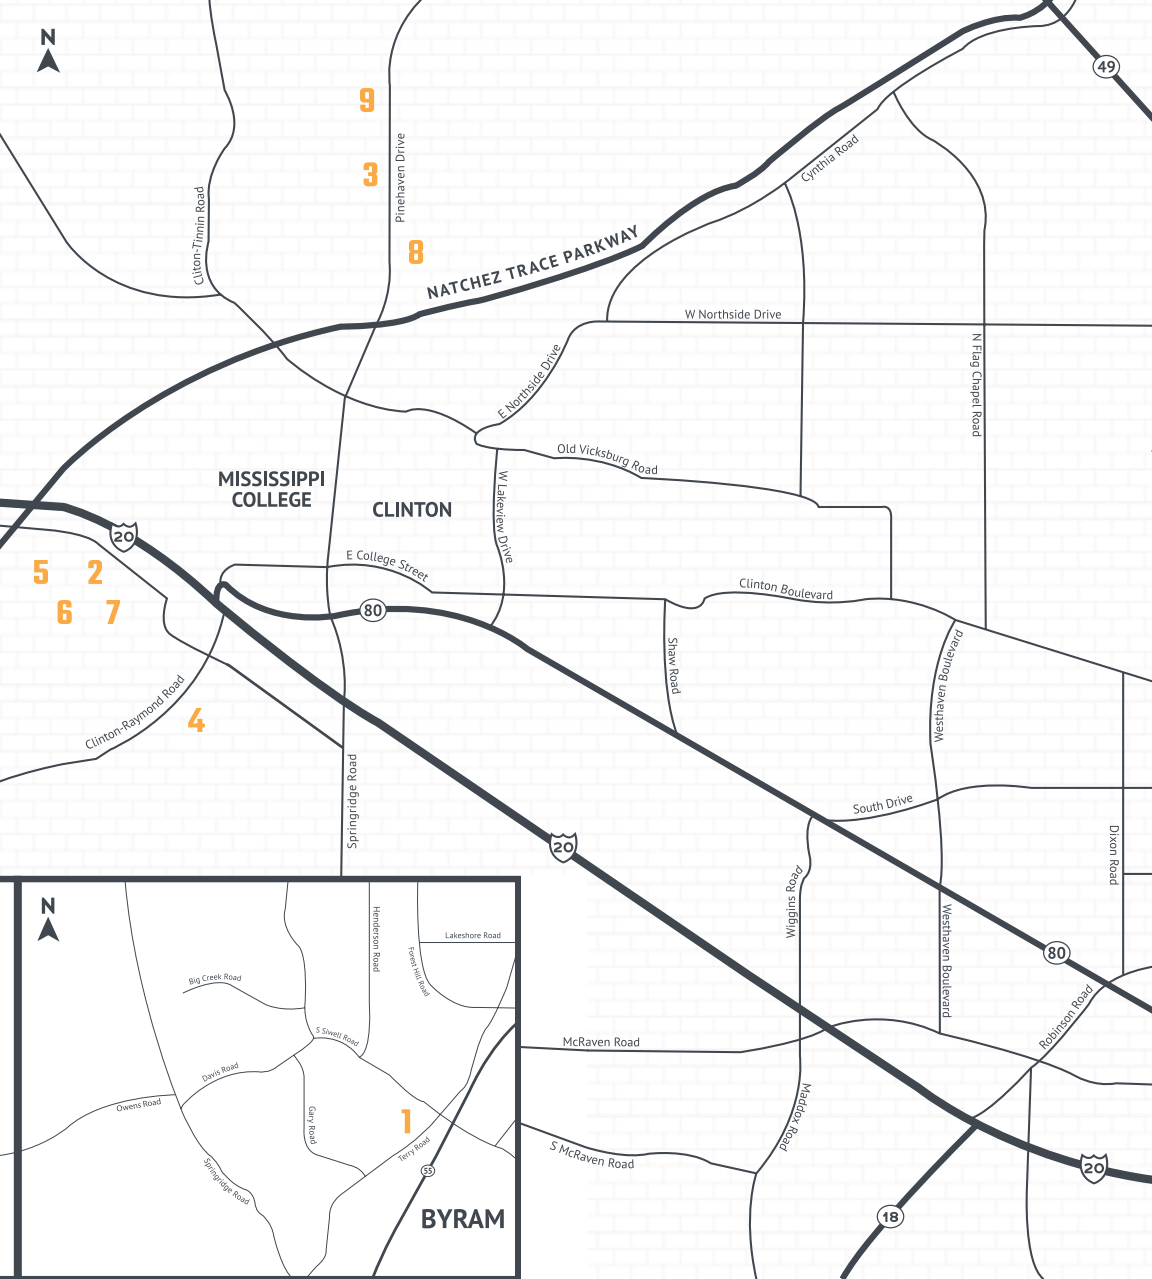 N
49
9
Pinehaven Drive
3
Cynthia Road
Cliton-Tinnin Road
8
NATCHEZ TRACE PARKWAY
W Northside Drive
N Flag Chapel Road
E Northside Drive
Old Vicksburg Road
MISSISSIPPI
COLLEGE
CLINTON
W Lakeview Drive
20
E College Street
5
2
6
7
80
Clinton Boulevard
Shaw Road
Westhaven Boulevard
Clinton-Raymond Road
4
Springridge Road
South Drive
20
Dixon Road
Wiggins Road
Westhaven Boulevard
80
Robinson Road
McRaven Road
Maddox Road
S McRaven Road
20
18
N
Henderson Road
Lakeshore Road
Forest Hill Road
Big Creek Road
S Siwell Road
Davis Road
Owens Road
Gary Road
1
Terry Road
55
Springridge Road
BYRAM